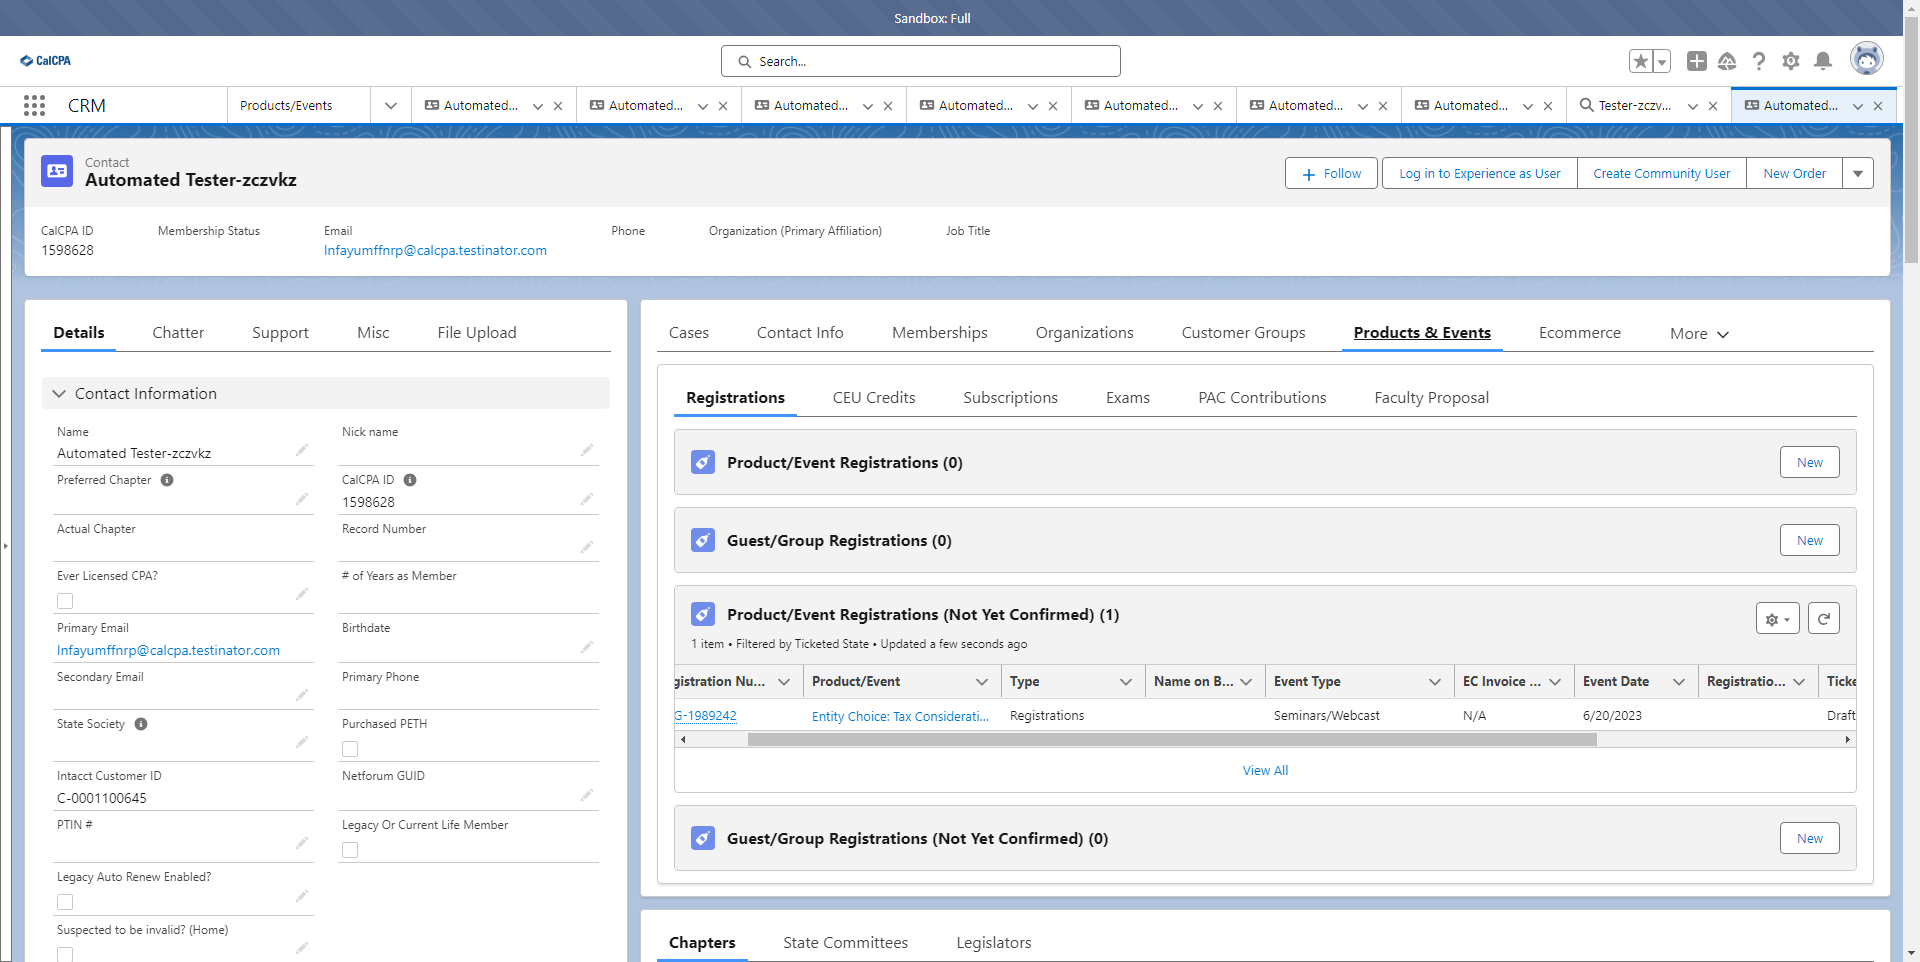 Sandbox: Full
CalCPA
Search...
CRM
Products/Events
Automated...
Automated...
Automated...
Automated...
Automated...
Automated...
Automated...
Tester-zczv...
Automated...
Contact
Automated Tester-zczvkz
Follow
Log in to Experience as User
Create Community User
New Order
CalCPA ID
Membership Status
Email
Phone
Organization (Primary Affiliation)
Job Title
1598628
lnfayumffnrp@calcpa.testinator.com
Details
Chatter
Support
Misc
File Upload
Contact Information
Name
Automated Tester-zczvkz
Nick name
Preferred Chapter
CalCPA ID
1598628
Actual Chapter
Record Number
Ever Licensed CPA?
# of Years as Member
Primary Email
lnfayumffnrp@calcpa.testinator.com
Birthdate
Secondary Email
Primary Phone
State Society
Purchased PETH
Intacct Customer ID
C-0001100645
Netforum GUID
PTIN #
Legacy Or Current Life Member
Legacy Auto Renew Enabled?
Suspected to be invalid? (Home)
Cases
Contact Info
Memberships
Organizations
Customer Groups
Products & Events
Ecommerce
More
Registrations
CEU Credits
Subscriptions
Exams
PAC Contributions
Faculty Proposal
Product/Event Registrations (0)
New
Guest/Group Registrations (0)
New
Product/Event Registrations (Not Yet Confirmed) (1)
1 item • Filtered by Ticketed State • Updated a few seconds ago
gistration Nu...
Product/Event
Type
Name on B...
Event Type
EC Invoice ...
Event Date
Registratio...
Ticke
G-1989242
Entity Choice: Tax Considerati...
Registrations
Seminars/Webcast
N/A
6/20/2023
Draft
View All
Guest/Group Registrations (Not Yet Confirmed) (0)
New
Chapters
State Committees
Legislators